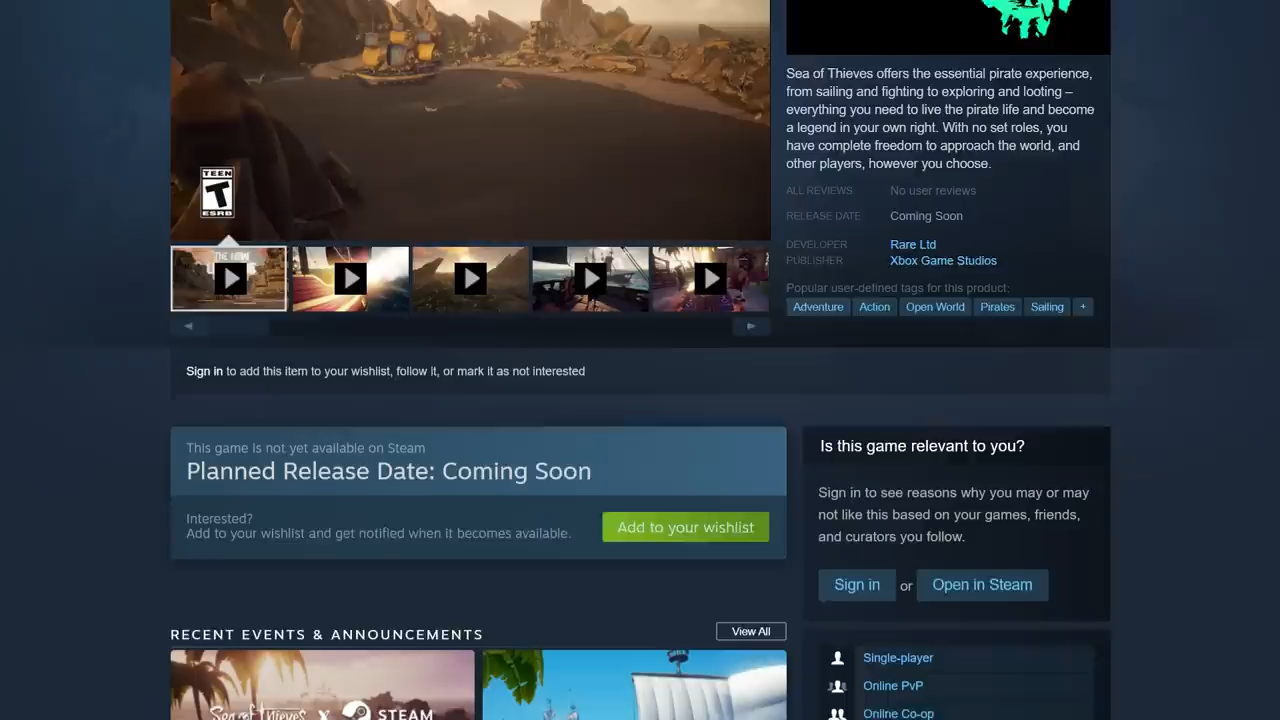 Sea of Thieves offers the essential pirate experience,
from sailing and fighting to exploring and looting –
everything you need to live the pirate life and become
a legend in your own right. With no set roles, you
have complete freedom to approach the world, and
other players, however you choose.
TEEN
T
ESRB
ALL REVIEWS No user reviews
RELEASE DATE Coming Soon
DEVELOPER Rare Ltd
PUBLISHER Xbox Game Studios
Popular user-defined tags for this product:
Adventure Action Open World Pirates Sailing +
THE NEW
Sign in to add this item to your wishlist, follow it, or mark it as not interested
This game is not yet available on Steam
Planned Release Date: Coming Soon
Interested?
Add to your wishlist and get notified when it becomes available.
Add to your wishlist
Is this game relevant to you?
Sign in to see reasons why you may or may
not like this based on your games, friends,
and curators you follow.
Sign in or Open in Steam
RECENT EVENTS & ANNOUNCEMENTS View All
Sea of Thieves X STEAM
Single-player
Online PvP
Online Co-op